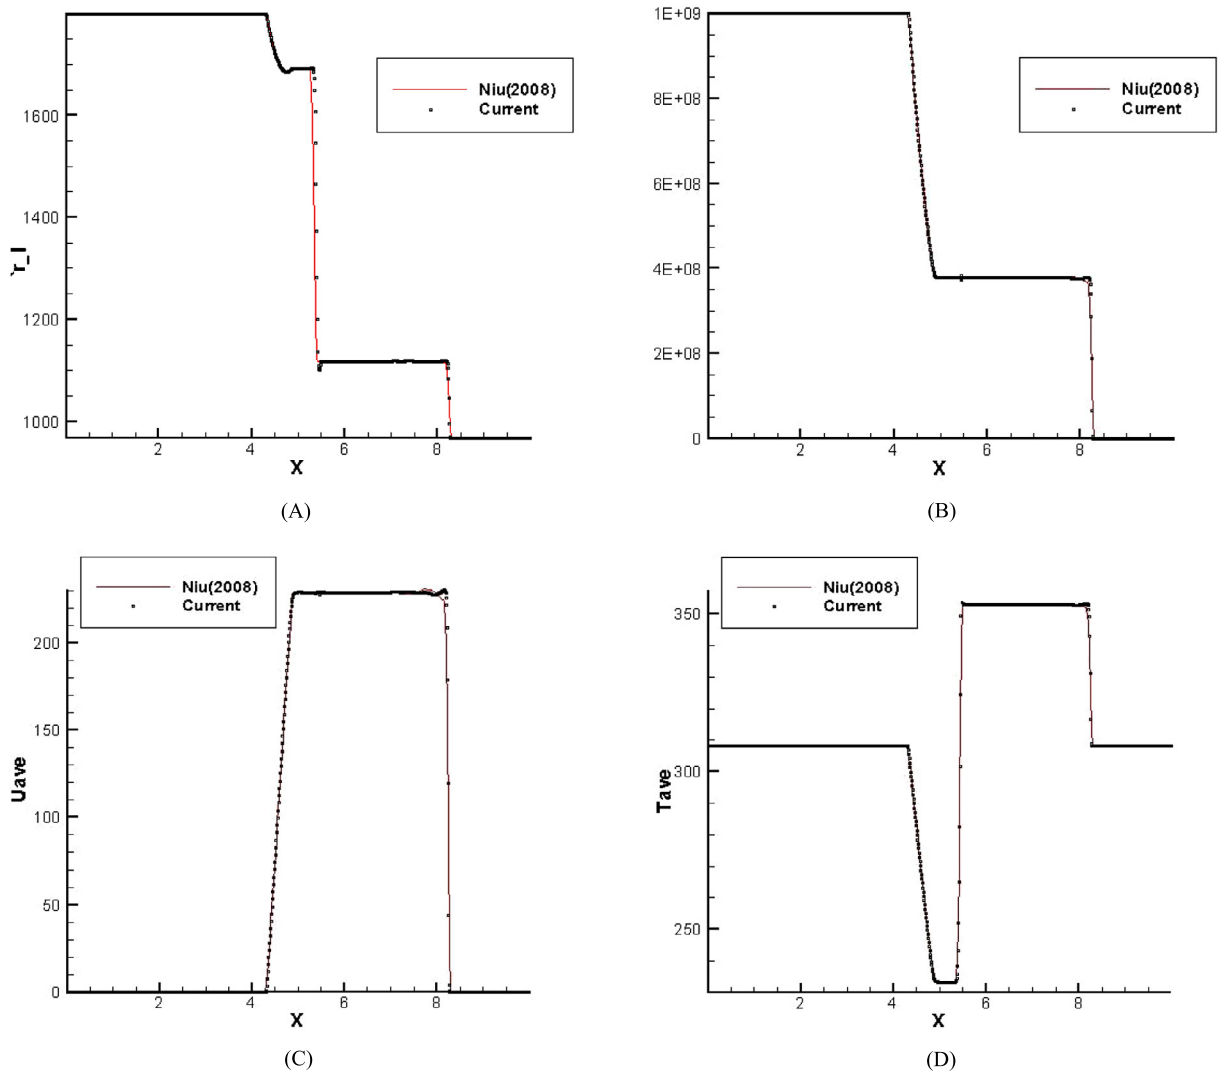 1E+09
Niu(2008)
Current
1600
1400
1200
1000
`r_l
2
4
6
8
X
Niu(2008)
Current
8E+08
6E+08
4E+08
2E+08
0
2
4
6
8
X
(A)
(B)
Niu(2008)
Current
200
150
100
50
0
Uave
2
4
6
8
X
Niu(2008)
Current
350
300
250
Tave
2
4
6
8
X
(C)
(D)